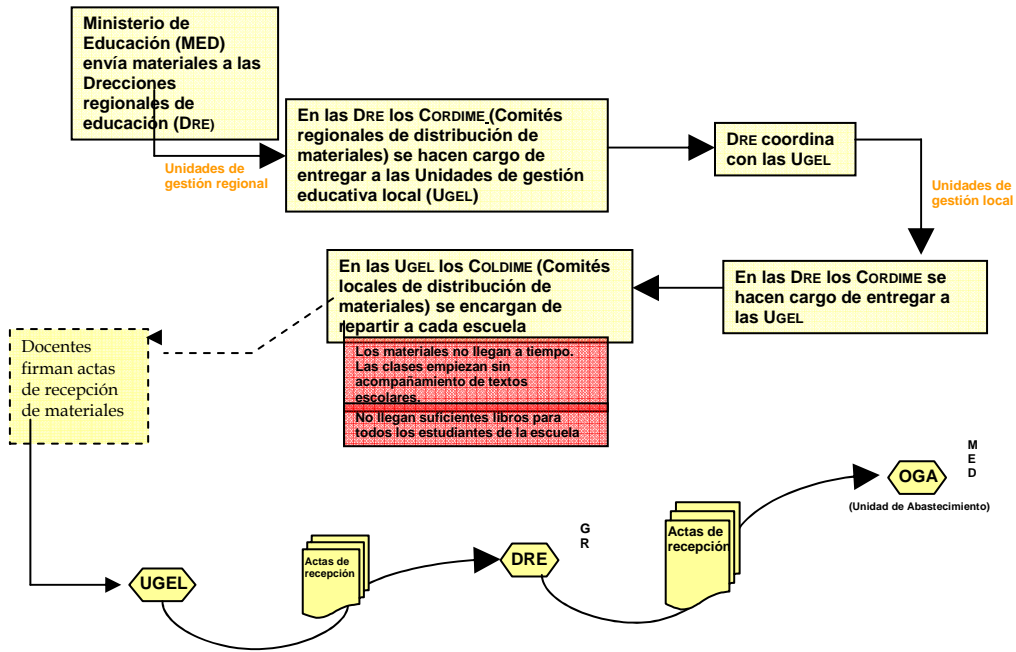 Ministerio de
Educación (MED)
envía materiales a las
Drecciones
regionales de
educación (DRE)
Unidades de
gestión regional
En las DRE los CORDIME (Comités
regionales de distribución de
materiales) se hacen cargo de
entregar a las Unidades de gestión
educativa local (UGEL)
DRE coordina
con las UGEL
Unidades de
gestión local
En las DRE los CORDIME se
hacen cargo de entregar a
las UGEL
En las UGEL los COLDIME (Comités
locales de distribución de
materiales) se encargan de
repartir a cada escuela
Los materiales no llegan a tiempo.
Las clases empiezan sin
acompañamiento de textos
escolares.
No llegan suficientes libros para
todos los estudiantes de la escuela
Docentes
firman actas
de recepción
de materiales
UGEL
Actas de
recepción
DRE
G
R
Actas de
recepción
OGA
(Unidad de Abastecimiento)
M
E
D